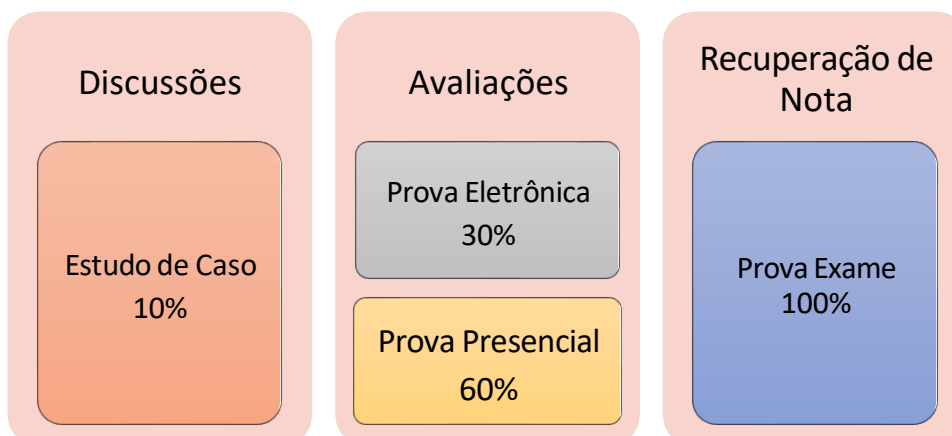 Discussões
Estudo de Caso
10%
Avaliações
Prova Eletrônica
30%
Prova Presencial
60%
Recuperação de
Nota
Prova Exame
100%